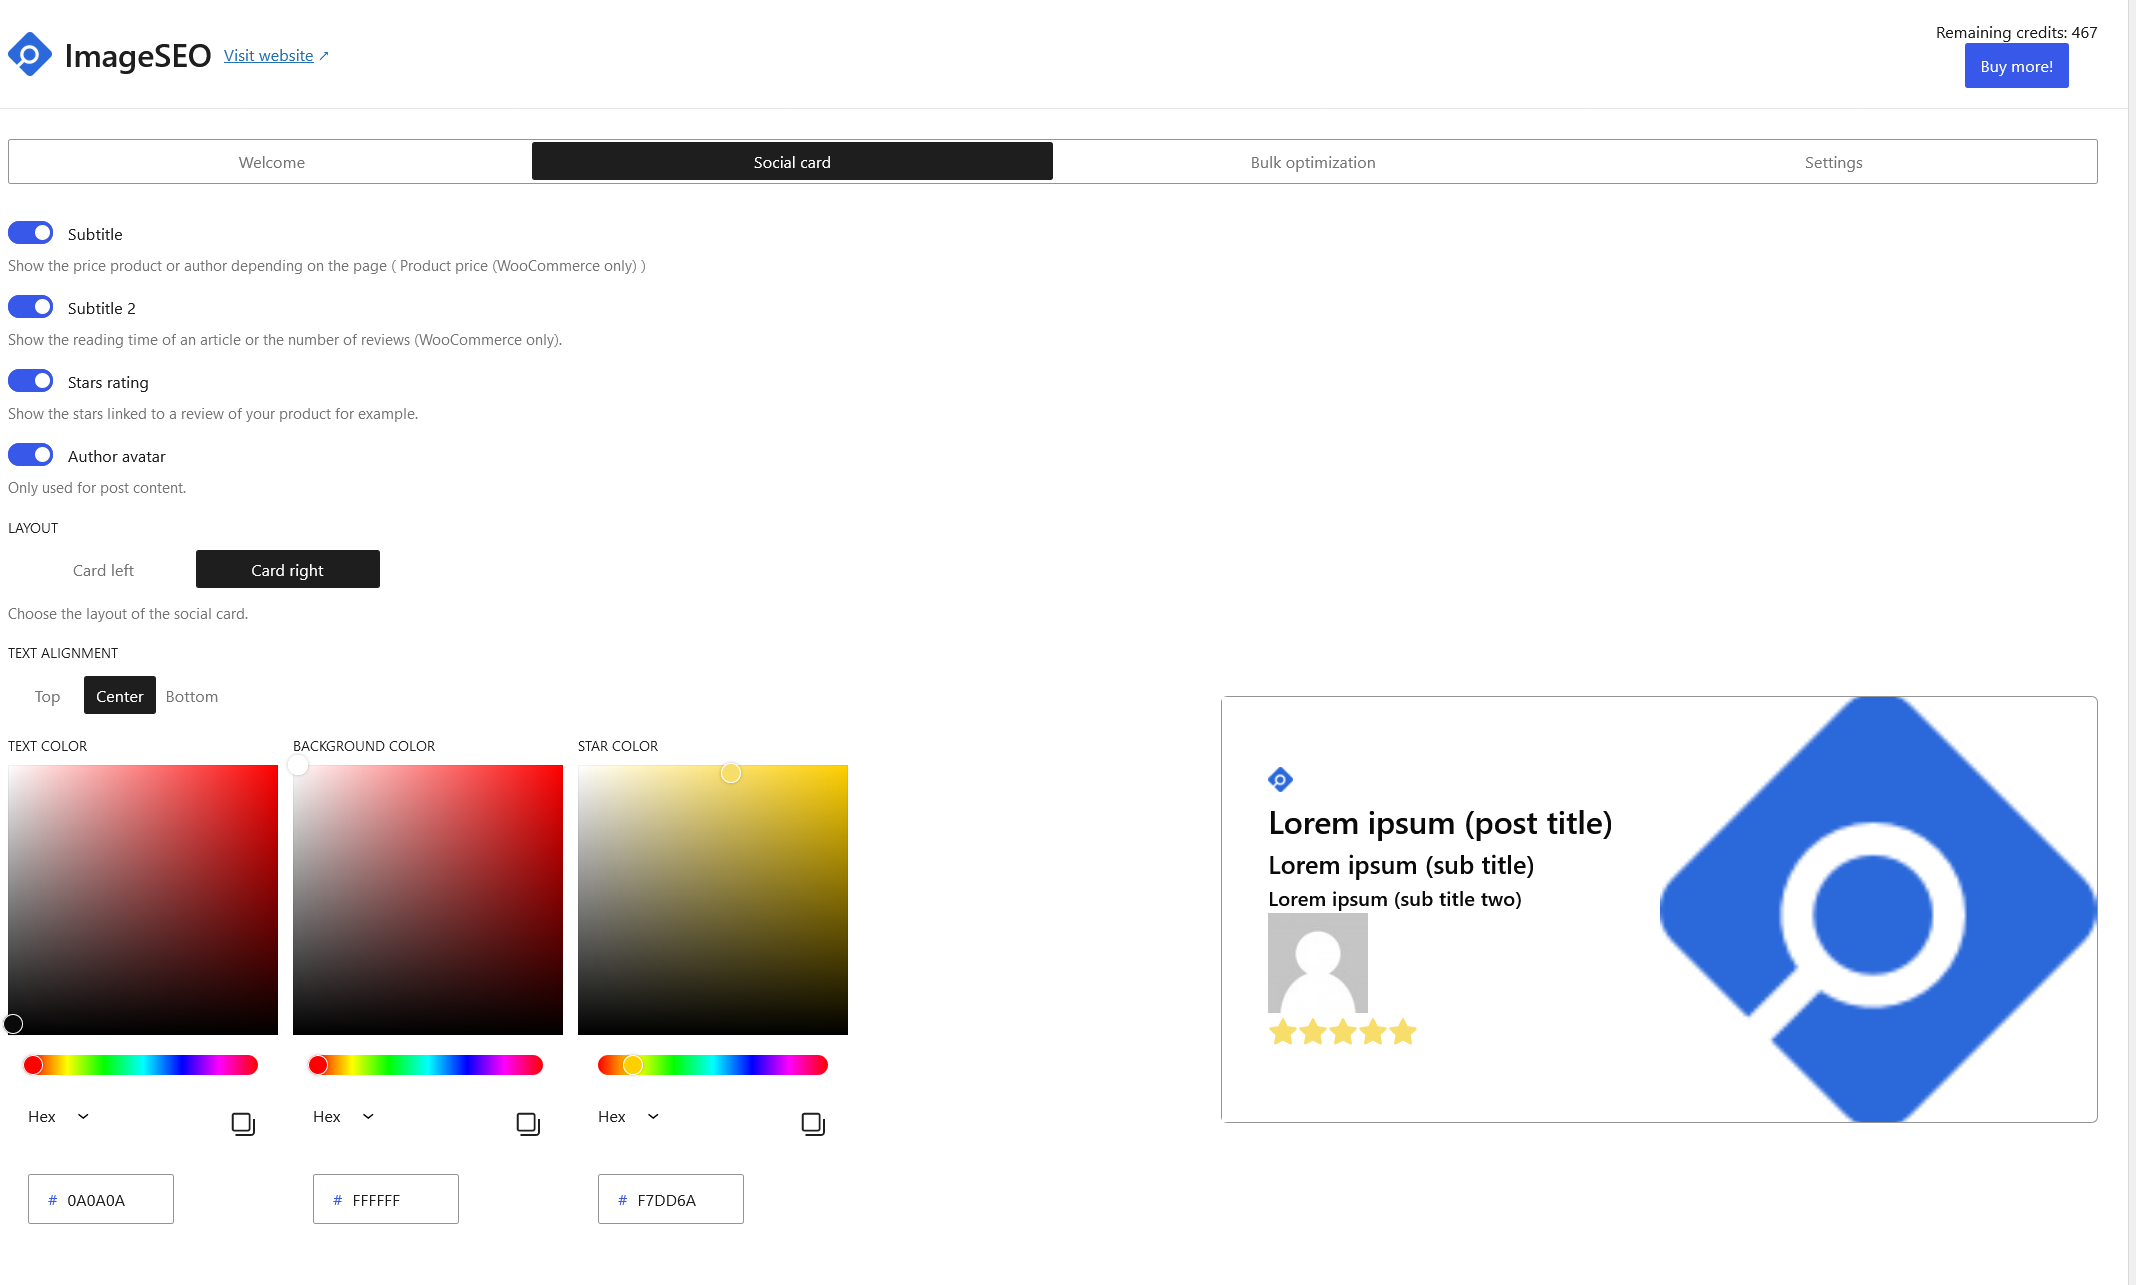 ImageSEO
Visit website ↗
Remaining credits: 467
Buy more!
Welcome
Social card
Bulk optimization
Settings
Subtitle
Show the price product or author depending on the page ( Product price (WooCommerce only) )
Subtitle 2
Show the reading time of an article or the number of reviews (WooCommerce only).
Stars rating
Show the stars linked to a review of your product for example.
Author avatar
Only used for post content.
LAYOUT
Card left
Card right
Choose the layout of the social card.
TEXT ALIGNMENT
Top
Center
Bottom
TEXT COLOR
BACKGROUND COLOR
STAR COLOR
Hex
Hex
Hex
# 0A0A0A
# FFFFFF
# F7DD6A
Lorem ipsum (post title)
Lorem ipsum (sub title)
Lorem ipsum (sub title two)